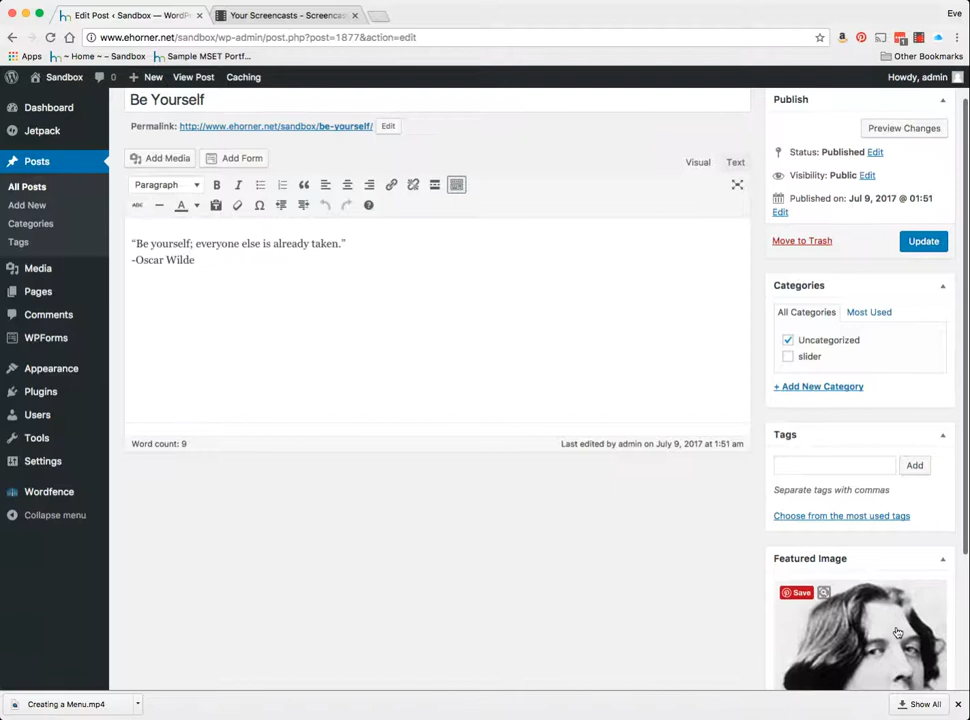 Edit Post ‹ Sandbox — WordPr
Your Screencasts - Screencas
Eve
www.ehorner.net/sandbox/wp-admin/post.php?post=1877&action=edit
Apps
~ Home ~ – Sandbox
Sample MSET Portf...
Other Bookmarks
Sandbox
0
New
View Post
Caching
Howdy, admin
Dashboard
Jetpack
Posts
All Posts
Add New
Categories
Tags
Media
Pages
Comments
WPForms
Appearance
Plugins
Users
Tools
Settings
Wordfence
Collapse menu
Be Yourself
Permalink: http://www.ehorner.net/sandbox/be-yourself/ Edit
Add Media
Add Form
Visual
Text
Paragraph
B
I
ABC
A
“Be yourself; everyone else is already taken.”
-Oscar Wilde
Word count: 9
Last edited by admin on July 9, 2017 at 1:51 am
Publish
Preview Changes
Status: Published Edit
Visibility: Public Edit
Published on: Jul 9, 2017 @ 01:51
Edit
Move to Trash
Update
Categories
All Categories
Most Used
Uncategorized
slider
+ Add New Category
Tags
Add
Separate tags with commas
Choose from the most used tags
Featured Image
Save
Creating a Menu.mp4
Show All